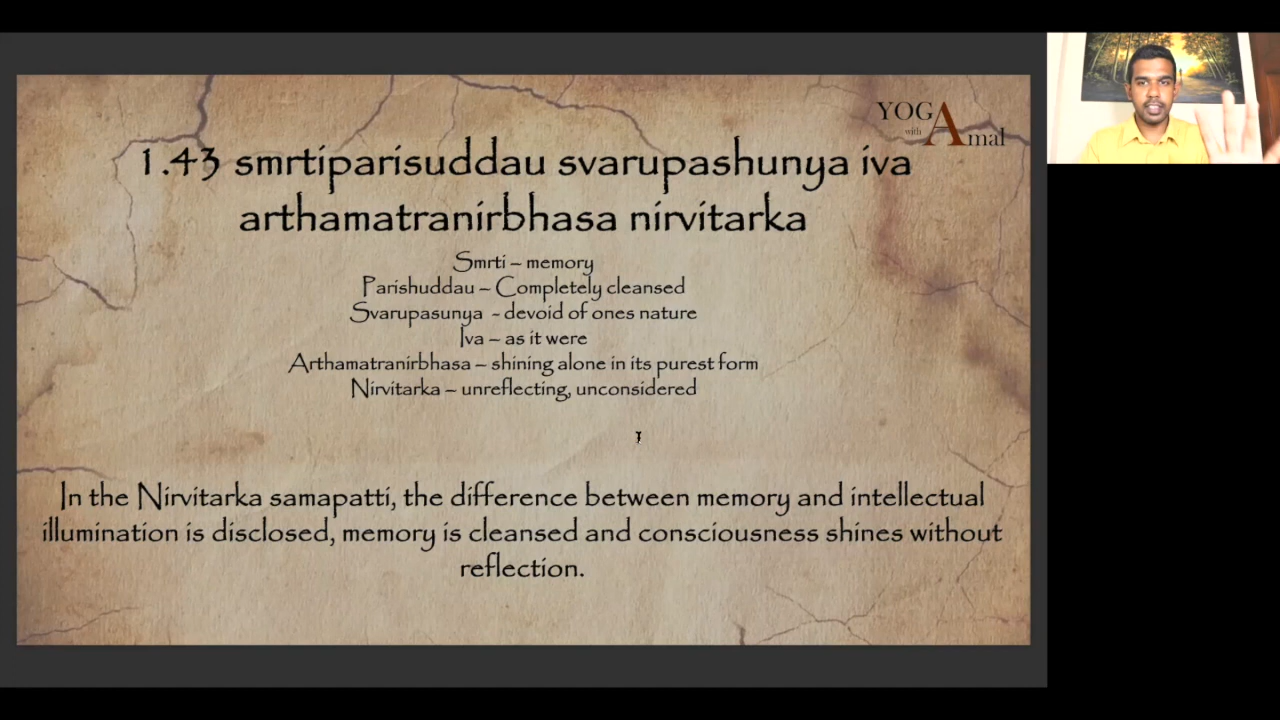 YOGA
with Amal
1.43 smrtiparisuddau svarupashunya iva
arthamatranirbhasa nirvitarka
Smrti – memory
Parishuddau – Completely cleansed
Svarupasunya - devoid of ones nature
Iva – as it were
Arthamatranirbhasa – shining alone in its purest form
Nirvitarka – unreflecting, unconsidered
In the Nirvitarka samapatti, the difference between memory and intellectual
illumination is disclosed, memory is cleansed and consciousness shines without
reflection.